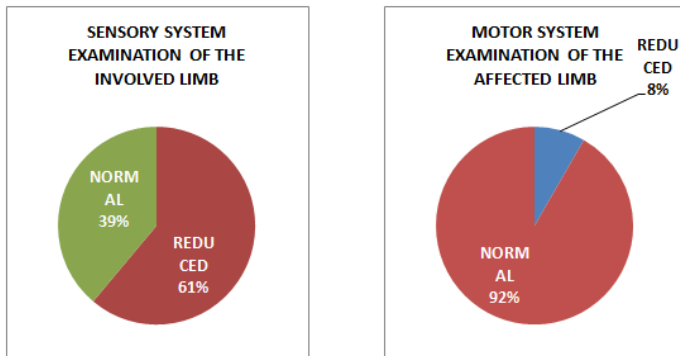 SENSORY SYSTEM
EXAMINATION OF THE
INVOLVED LIMB
NORM
AL
39%
REDU
CED
61%
MOTOR SYSTEM
EXAMINATION OF THE
AFFECTED LIMB
REDU
CED
8%
NORM
AL
92%